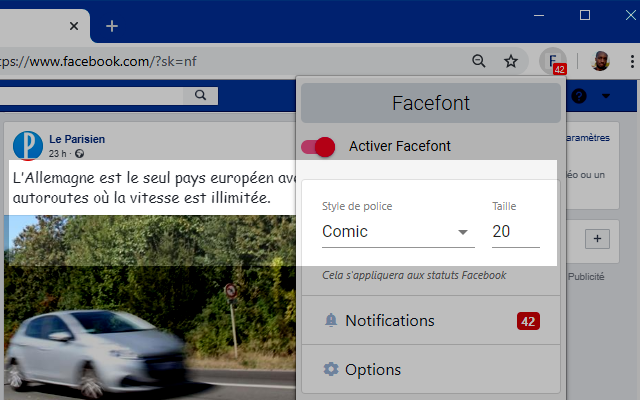 tps://www.facebook.com/?sk=nf
F
42
Facefont
Activer Facefont
Le Parisien
23 h ·
L'Allemagne est le seul pays européen av
autoroutes où la vitesse est illimitée.
Style de police
Taille
Comic
20
Cela s'appliquera aux statuts Facebook
Notifications
42
Options
aramètres
éo ou un
+
Publicité